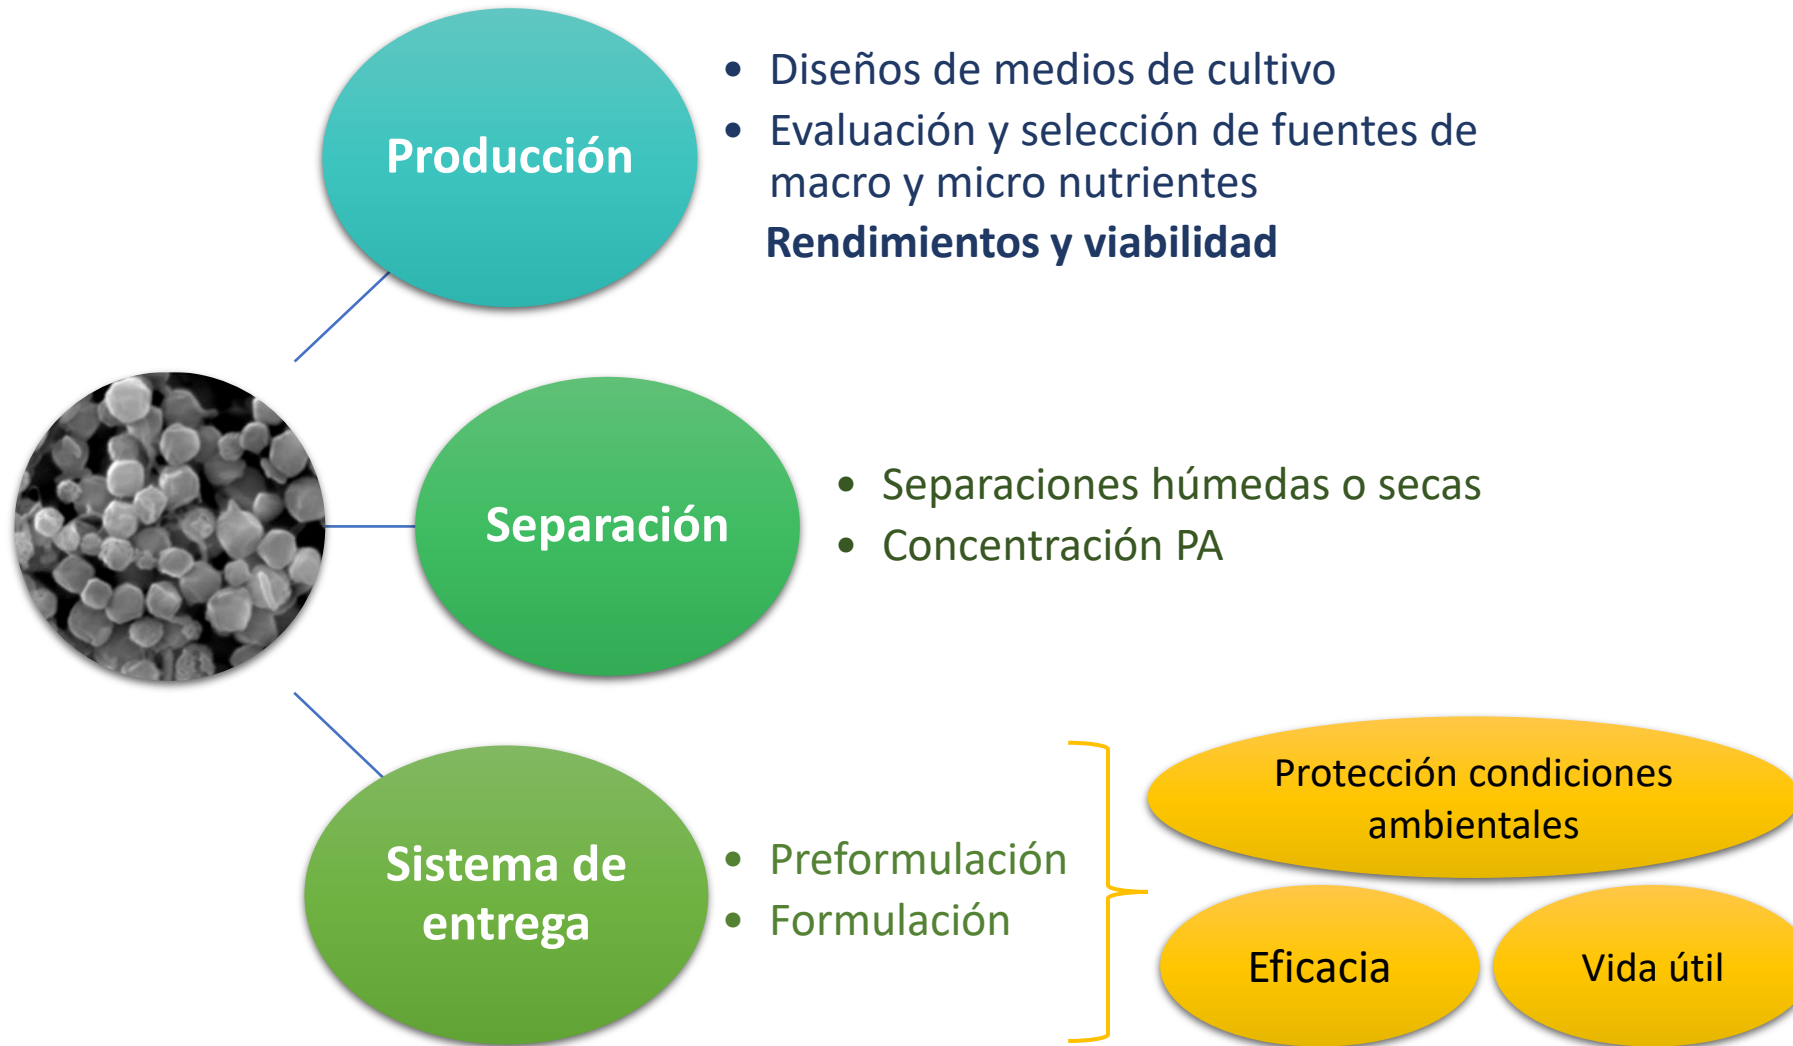 Producción
• Diseños de medios de cultivo
• Evaluación y selección de fuentes de
macro y micro nutrientes
Rendimientos y viabilidad
Separación
• Separaciones húmedas o secas
• Concentración PA
Sistema de
entrega
• Preformulación
• Formulación
Protección condiciones
ambientales
Eficacia
Vida útil